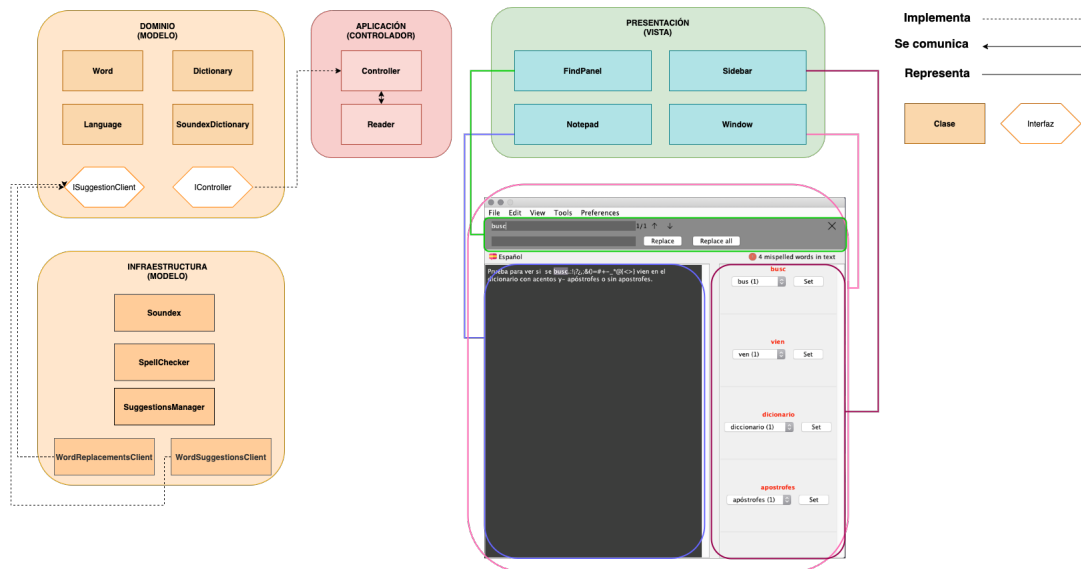 DOMINIO
(MODELO)
Word
Dictionary
Language
SoundexDictionary
ISuggestionClient
IController
APLICACIÓN
(CONTROLADOR)
Controller
Reader
PRESENTACIÓN
(VISTA)
FindPanel
Sidebar
Notepad
Window
Implementa
Se comunica
Representa
Clase
Interfaz
INFRAESTRUCTURA
(MODELO)
Soundex
SpellChecker
SuggestionsManager
WordReplacementsClient
WordSuggestionsClient
File Edit View Tools Preferences
busc
1/1 ↑ ↓
Replace
Replace all
Español
4 mispelled words in text
Prueba para ver si se busc.:!¡?¿,;&()=#+-_"@{<>} vien en el
dicionario con acentos y- apóstrofes o sin apostrofes.
busc
bus (1)
Set
vien
ven (1)
Set
dicionario
diccionario (1)
Set
apostrofes
apóstrofes (1)
Set